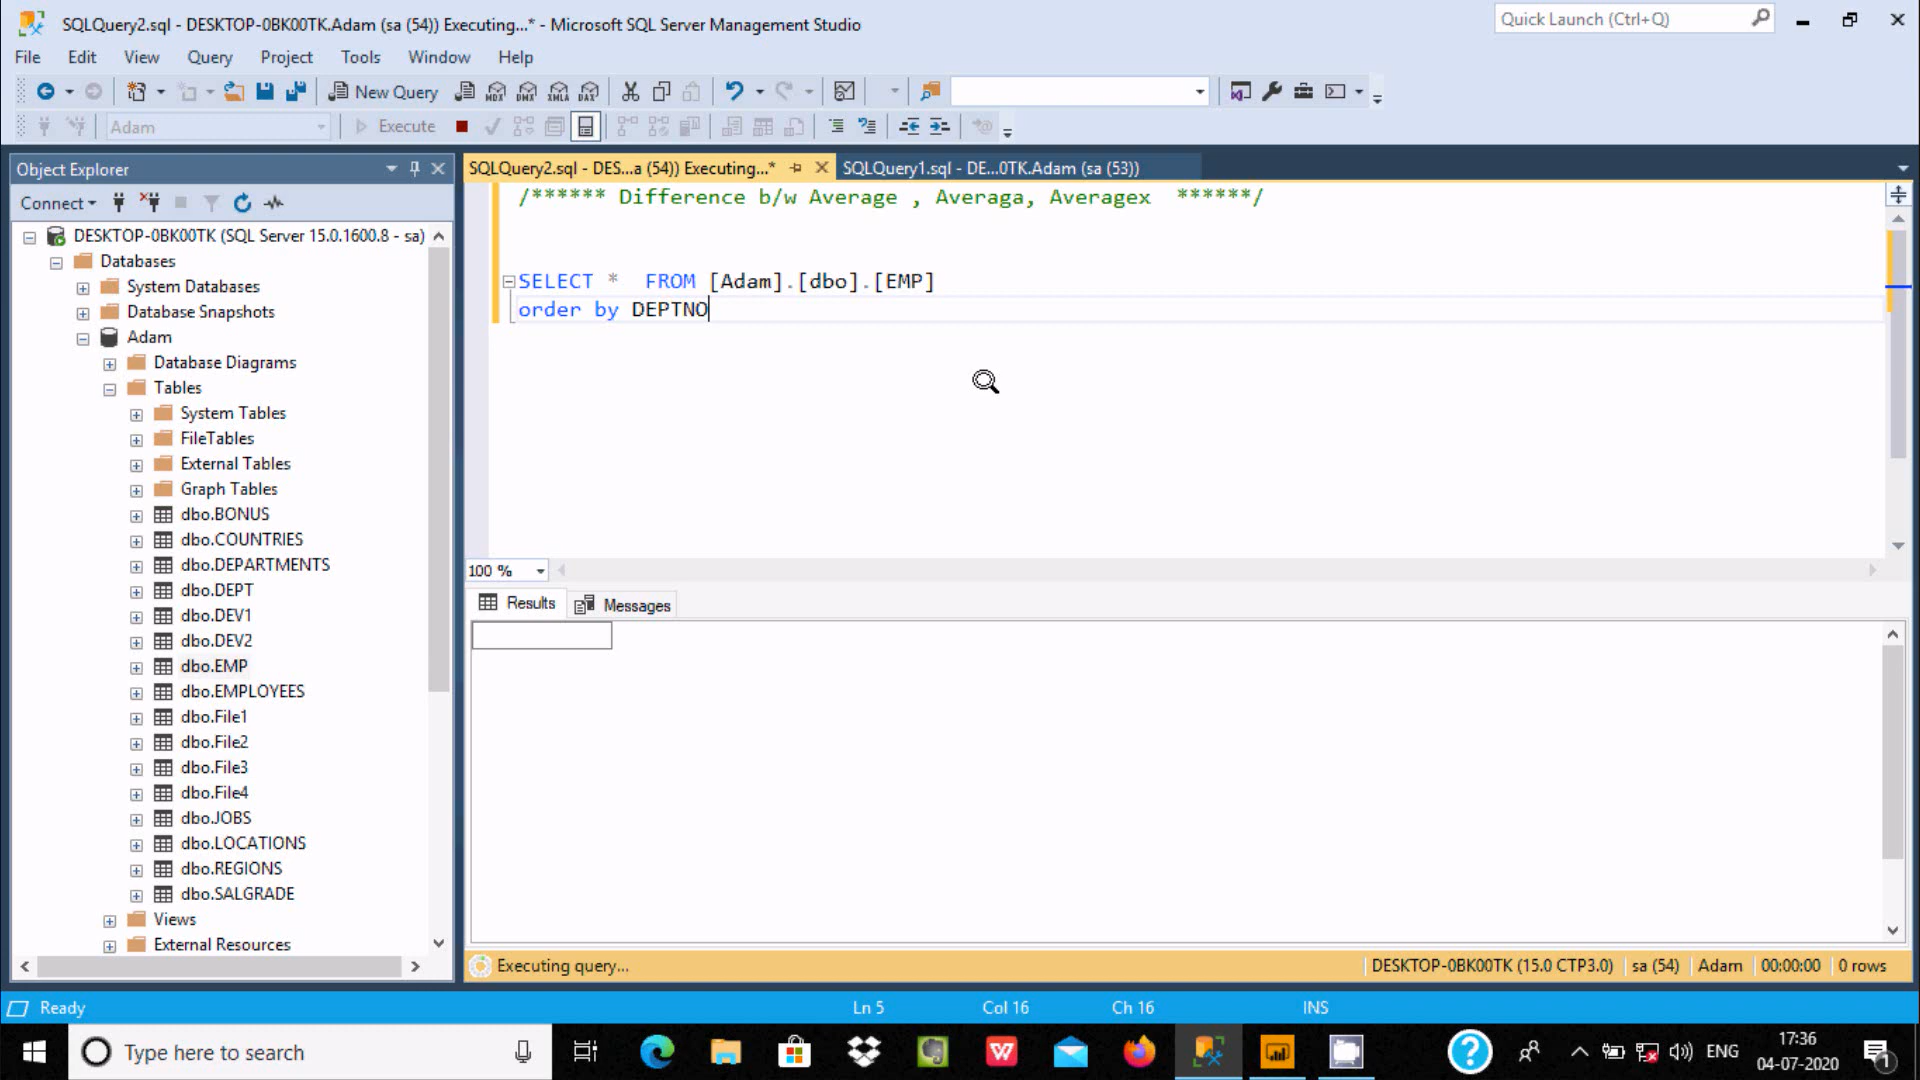 SQLQuery2.sql - DESKTOP-0BK00TK.Adam (sa (54)) Executing...* - Microsoft SQL Server Management Studio
Quick Launch (Ctrl+Q)
File Edit View Query Project Tools Window Help
New Query MDX DMX XMLA DAX
Adam Execute
Object Explorer
SQLQuery2.sql - DES...a (54)) Executing...* SQLQuery1.sql - DE...0TK.Adam (sa (53))
Connect
DESKTOP-0BK00TK (SQL Server 15.0.1600.8 - sa)
Databases
System Databases
Database Snapshots
Adam
Database Diagrams
Tables
System Tables
FileTables
External Tables
Graph Tables
dbo.BONUS
dbo.COUNTRIES
dbo.DEPARTMENTS
dbo.DEPT
dbo.DEV1
dbo.DEV2
dbo.EMP
dbo.EMPLOYEES
dbo.File1
dbo.File2
dbo.File3
dbo.File4
dbo.JOBS
dbo.LOCATIONS
dbo.REGIONS
dbo.SALGRADE
Views
External Resources
/****** Difference b/w Average , Averaga, Averagex ******/
SELECT * FROM [Adam].[dbo].[EMP]
order by DEPTNO
100 %
Results Messages
Executing query... DESKTOP-0BK00TK (15.0 CTP3.0) sa (54) Adam 00:00:00 0 rows
Ready Ln 5 Col 16 Ch 16 INS
Type here to search
ENG
17:36
04-07-2020
1